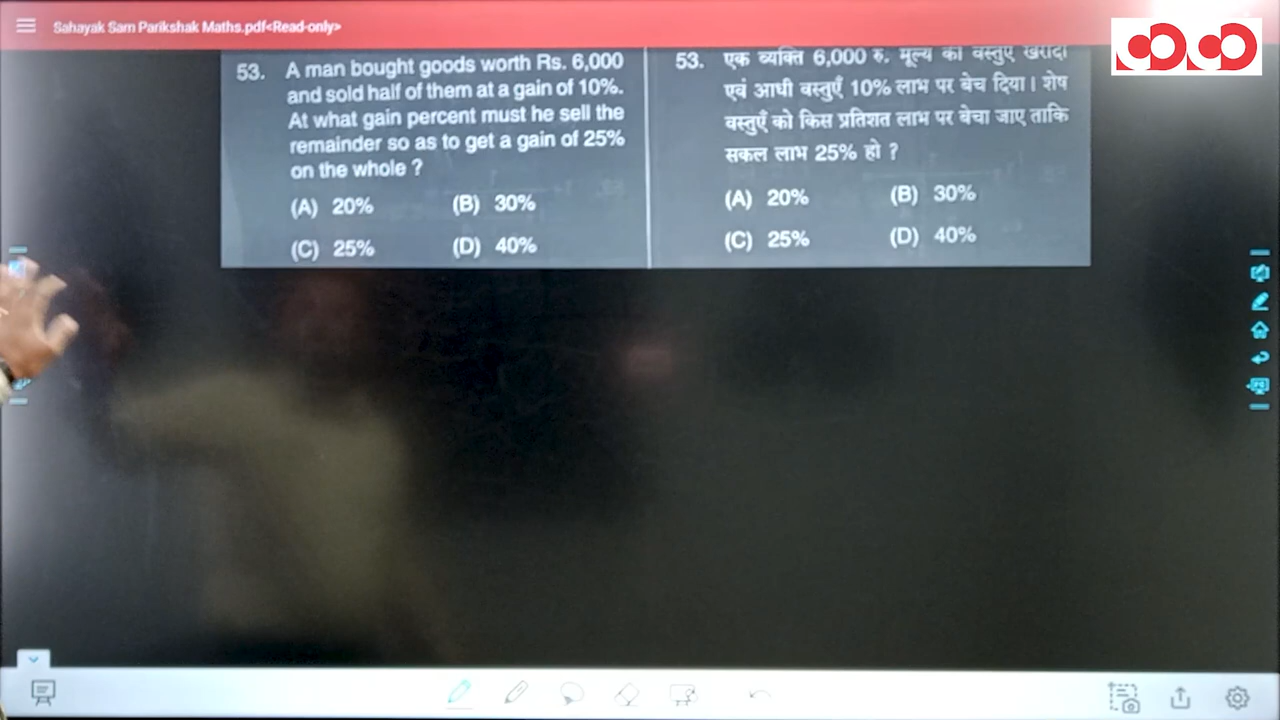 Sahayak Sam Parikshak Maths.pdf<Read-only>
53. A man bought goods worth Rs. 6,000
and sold half of them at a gain of 10%.
At what gain percent must he sell the
remainder so as to get a gain of 25%
on the whole ?
(A) 20% (B) 30%
(C) 25% (D) 40%
53. एक व्यक्ति 6,000 रु. मूल्य की वस्तुएँ खरीदी
एवं आधी वस्तुएँ 10% लाभ पर बेच दिया। शेष
वस्तुएँ को किस प्रतिशत लाभ पर बेचा जाए ताकि
सकल लाभ 25% हो ?
(A) 20% (B) 30%
(C) 25% (D) 40%